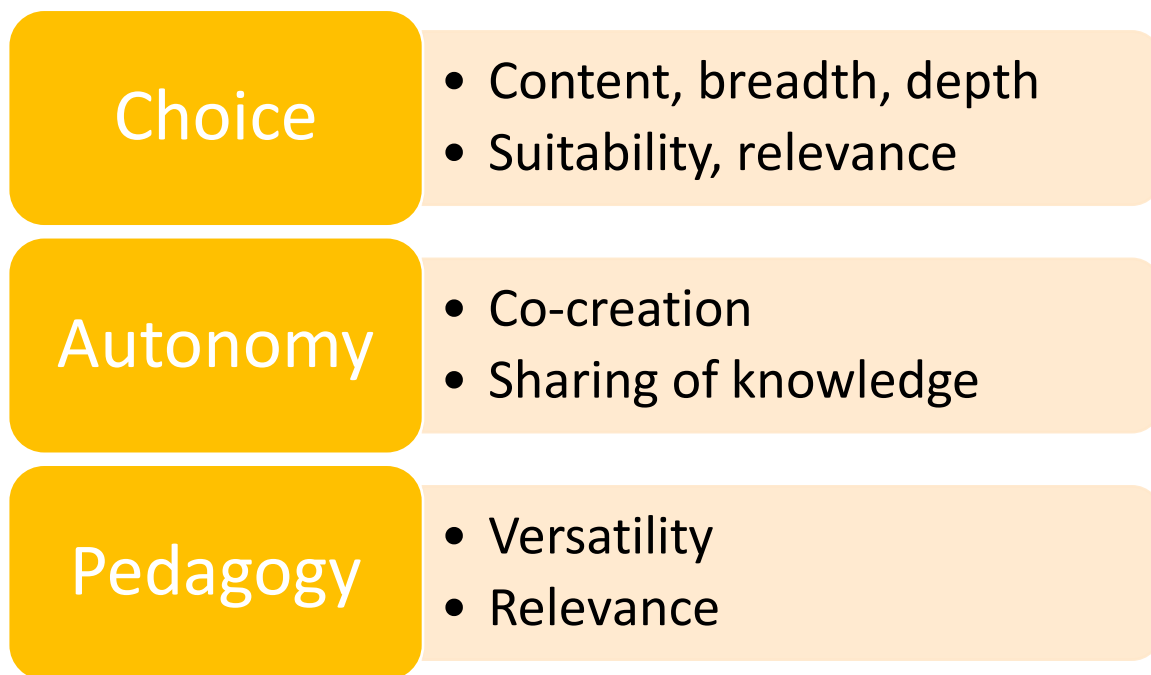 Choice
• Content, breadth, depth
• Suitability, relevance
Autonomy
• Co-creation
• Sharing of knowledge
Pedagogy
• Versatility
• Relevance